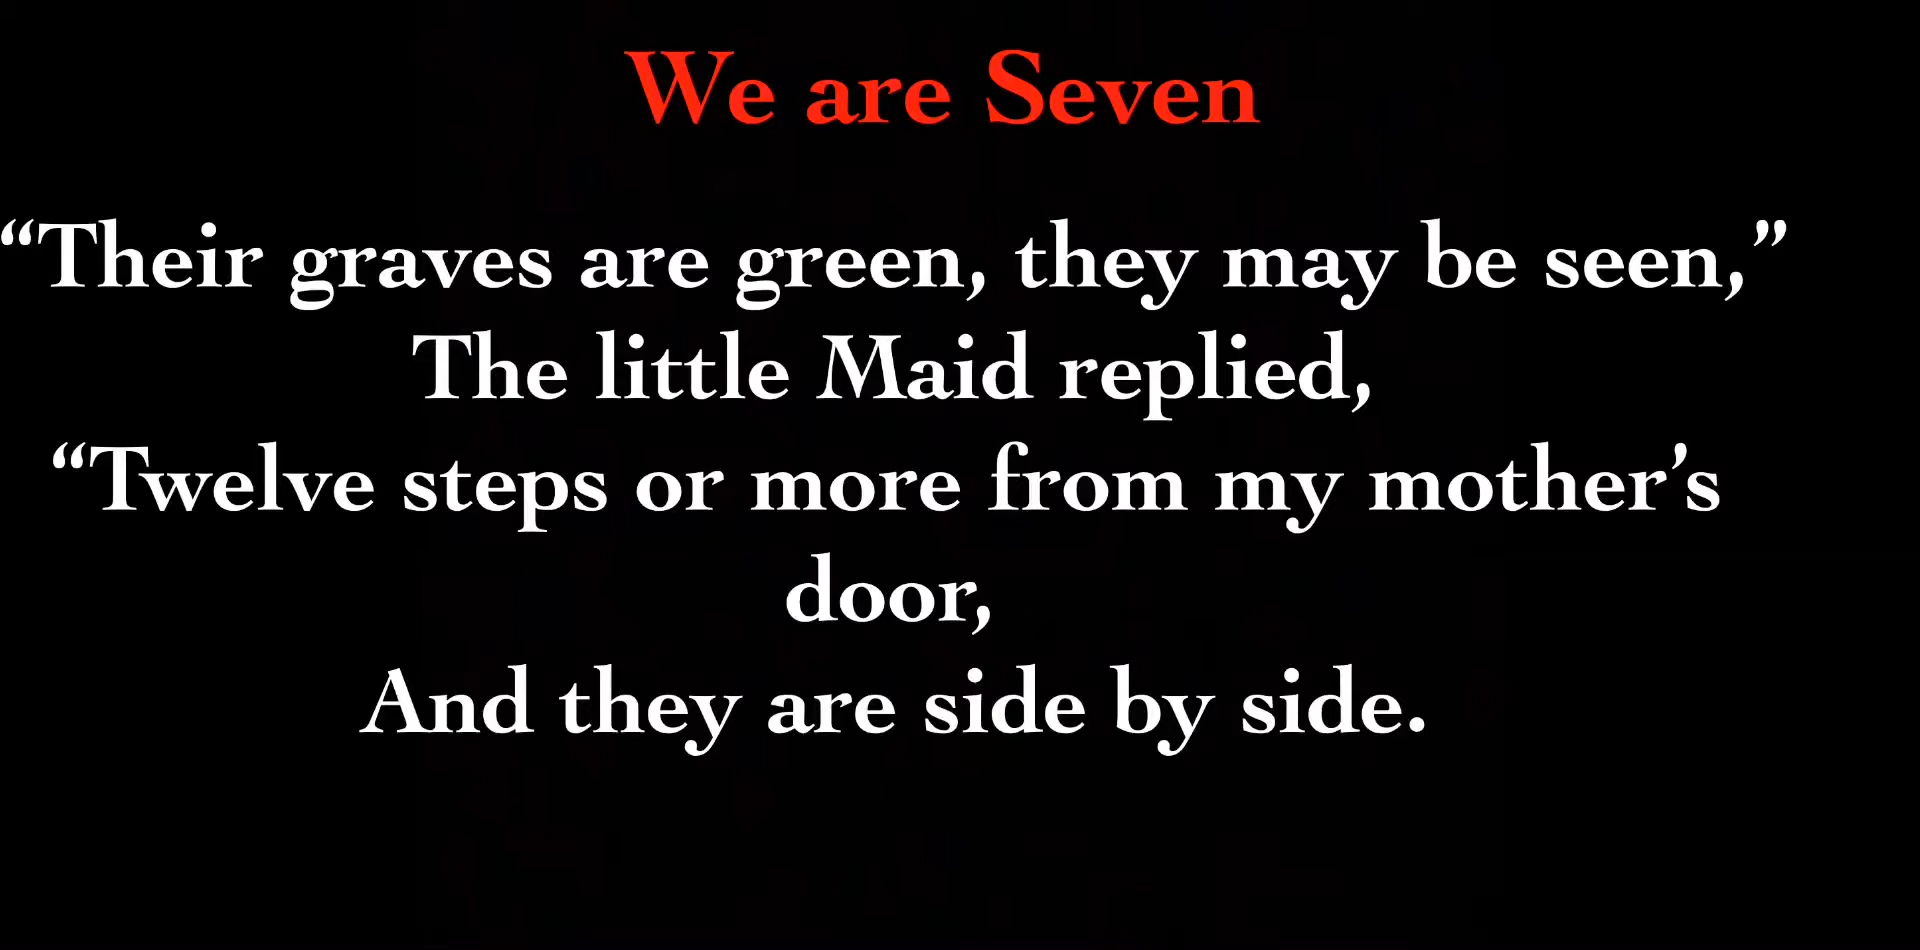 We are Seven
“Their graves are green, they may be seen,”
The little Maid replied,
“Twelve steps or more from my mother’s
door,
And they are side by side.